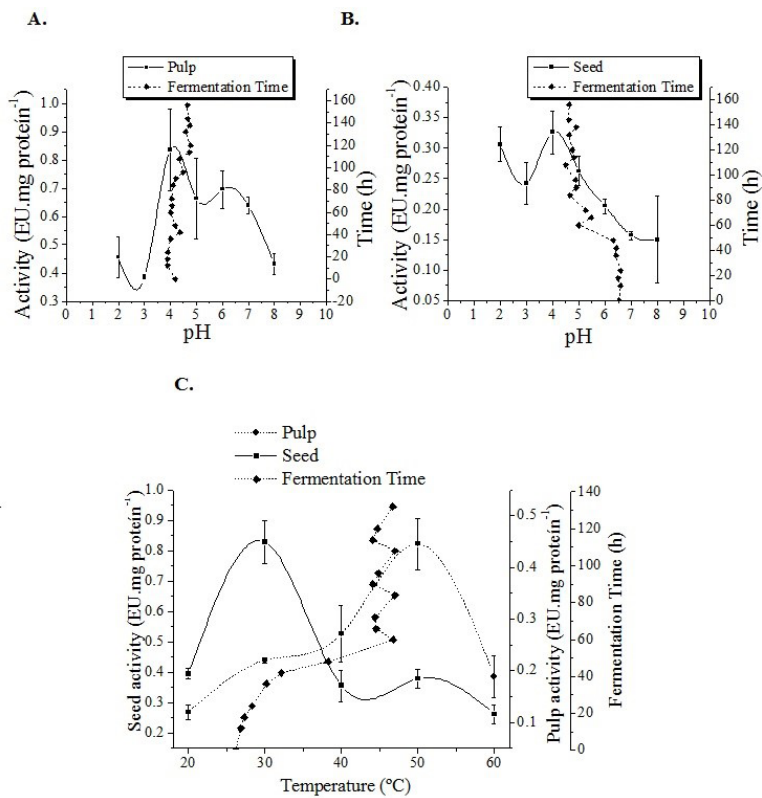 A.
Pulp
Fermentation Time
Activity (EU.mg proteín⁻¹)
1.0
0.9
0.8
0.7
0.6
0.5
0.4
0.3
160
140
120
100
80
60
40
20
0
-20
Time (h)
0 1 2 3 4 5 6 7 8 9 10
pH
B.
Seed
Fermentation Time
Activity (EU.mg proteín⁻¹)
0.40
0.35
0.30
0.25
0.20
0.15
0.10
0.05
160
140
120
100
80
60
40
20
0
Time (h)
0 1 2 3 4 5 6 7 8 9 10
pH
C.
Pulp
Seed
Fermentation Time
Seed activity (EU.mg proteín⁻¹)
1.0
0.9
0.8
0.7
0.6
0.5
0.4
0.3
0.2
0.5
0.4
0.3
0.2
0.1
Pulp activity (EU.mg proteín⁻¹)
140
120
100
80
60
40
20
0
Fermentation Time (h)
20 30 40 50 60
Temperature (ºC)